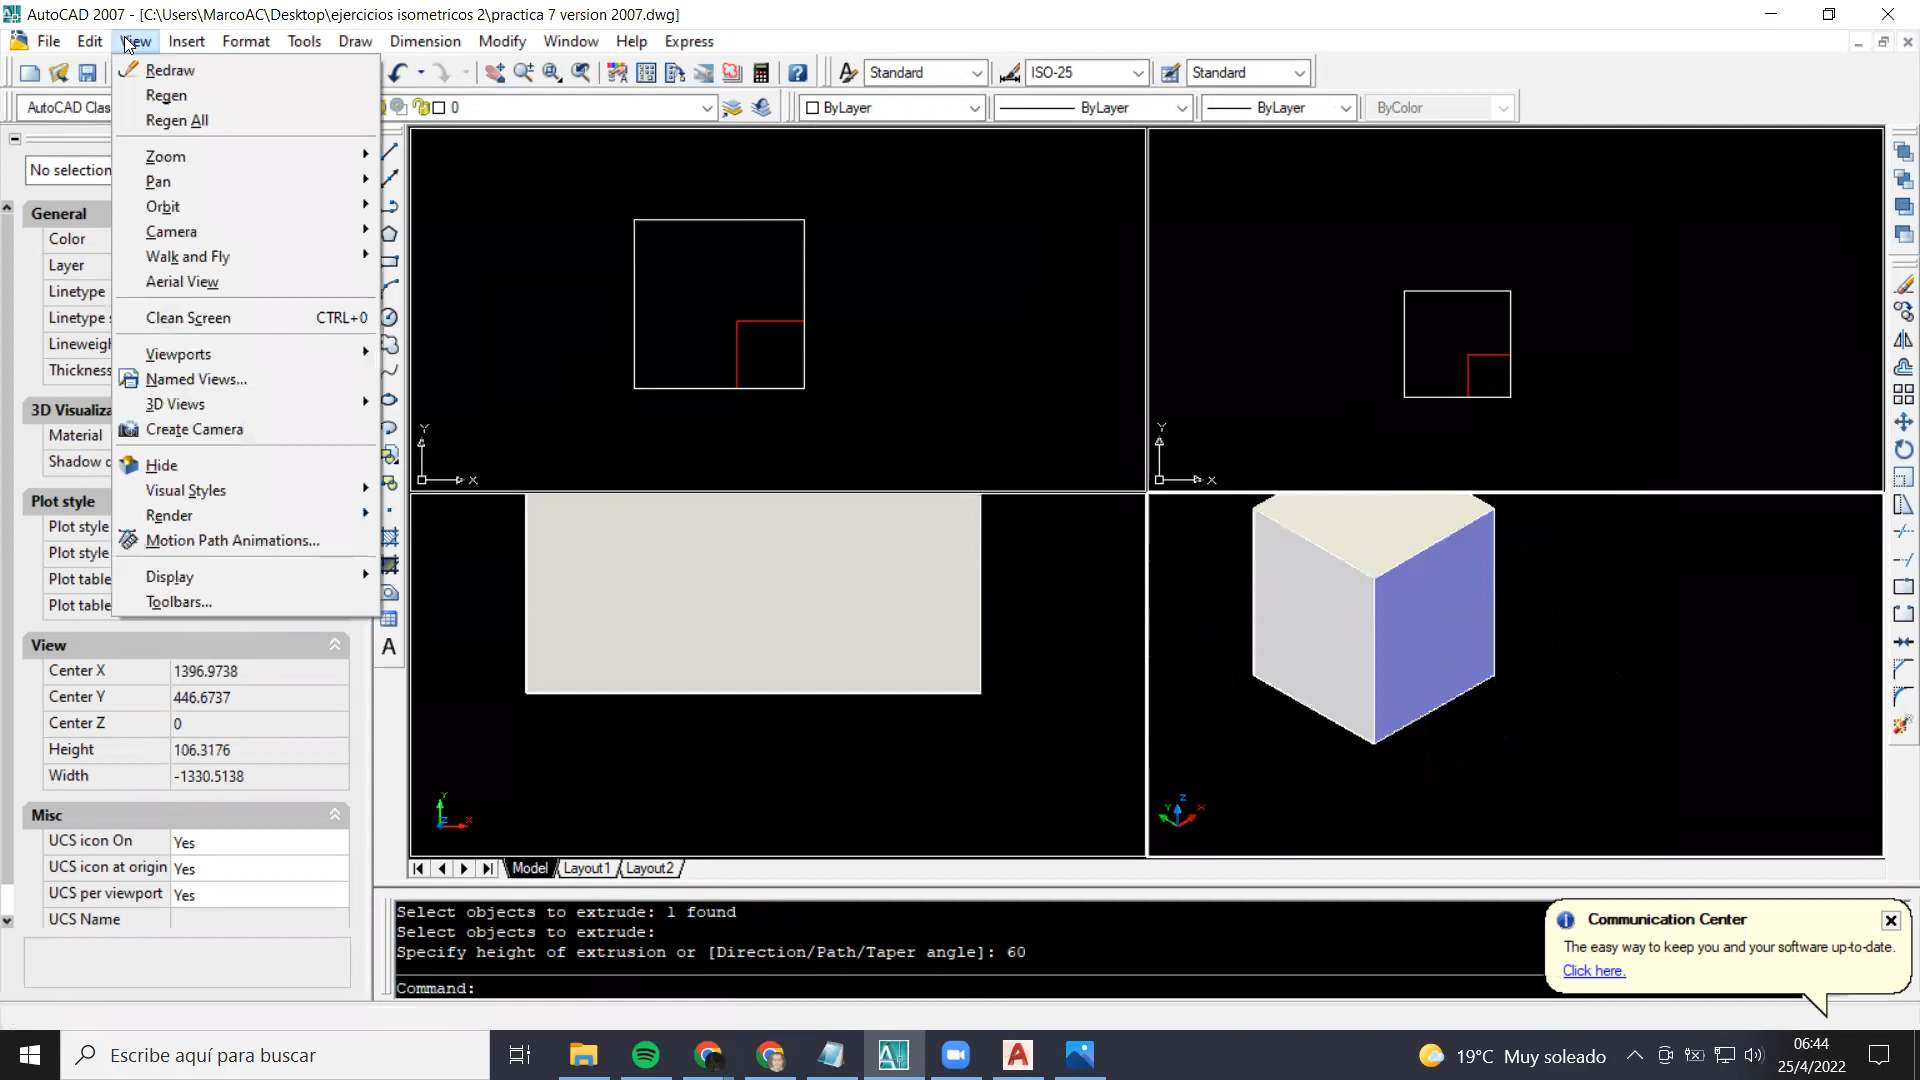 AutoCAD 2007 - [C:\Users\MarcoAC\Desktop\ejercicios isometricos 2\practica 7 version 2007.dwg]
File Edit View Insert Format Tools Draw Dimension Modify Window Help Express
Standard ISO-25 Standard
AutoCAD Clas 0 ByLayer ByLayer ByLayer ByColor
Redraw
Regen
Regen All
Zoom
Pan
Orbit
Camera
Walk and Fly
Aerial View
Clean Screen CTRL+0
Viewports
Named Views...
3D Views
Create Camera
Hide
Visual Styles
Render
Motion Path Animations...
Display
Toolbars...
No selection
General
Color
Layer
Linetype
Linetype s
Lineweigh
Thickness
3D Visualiza
Material
Shadow d
Plot style
Plot style
Plot style
Plot table
Plot table
View
Center X 1396.9738
Center Y 446.6737
Center Z 0
Height 106.3176
Width -1330.5138
Misc
UCS icon On Yes
UCS icon at origin Yes
UCS per viewport Yes
UCS Name
A
Y
X
Y
X
Y
X
Z
Z
Y
X
Model Layout1 Layout2
Select objects to extrude: 1 found
Select objects to extrude:
Specify height of extrusion or [Direction/Path/Taper angle]: 60
Command:
Communication Center
The easy way to keep you and your software up-to-date.
Click here.
Escribe aquí para buscar
19°C Muy soleado
06:44
25/4/2022